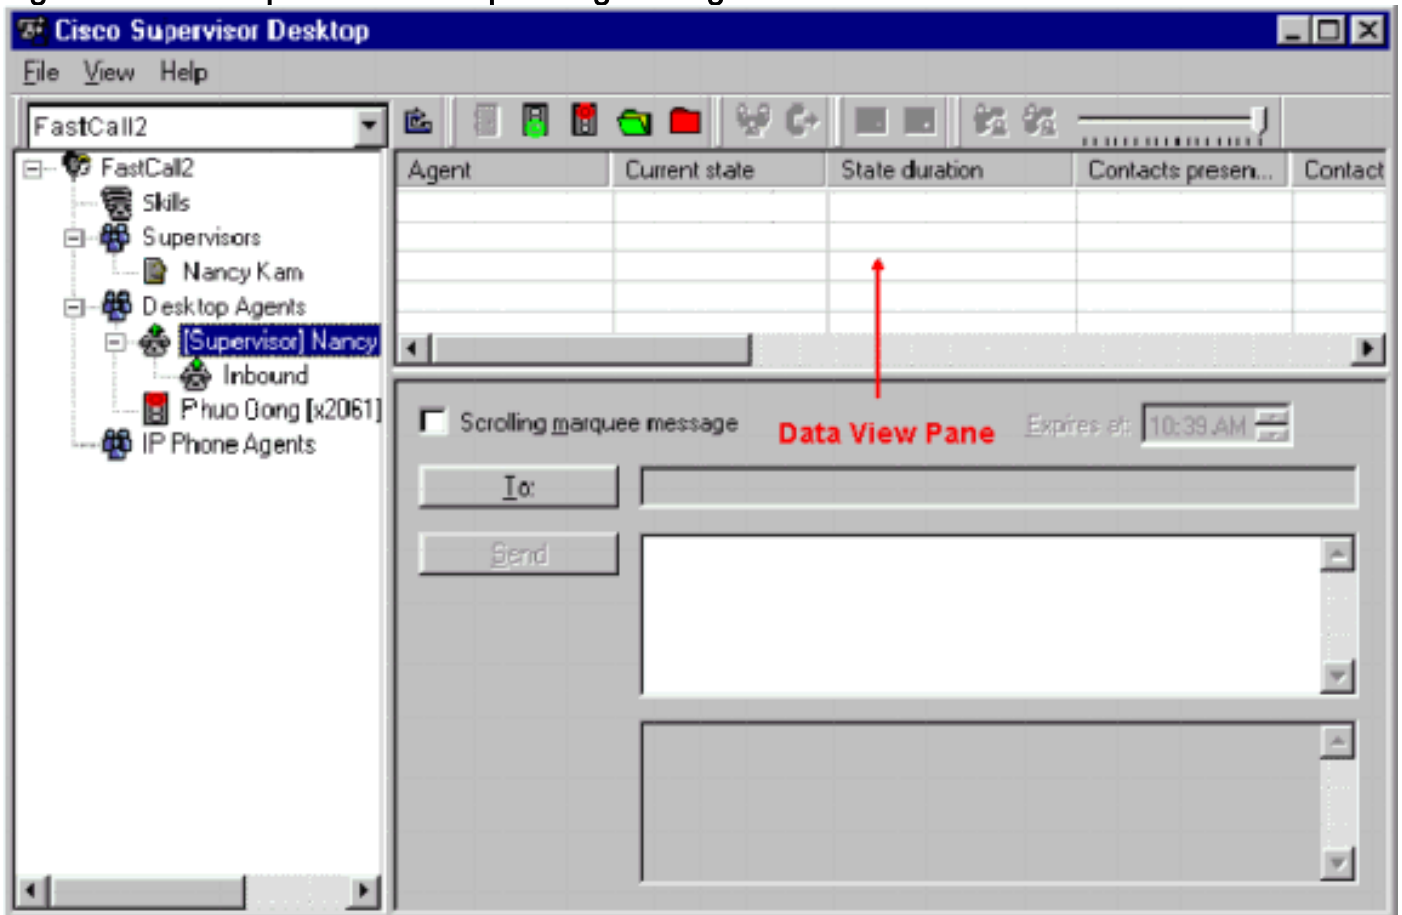 Cisco Supervisor Desktop
File View Help
FastCall2
FastCall2
Skills
Supervisors
Nancy Kam
Desktop Agents
[Supervisor] Nancy
Inbound
Phuo Dong [x2061]
IP Phone Agents
Agent Current state State duration Contacts presen... Contact
Scrolling marquee message
Data View Pane
Expires at: 10:39 AM
To:
Send